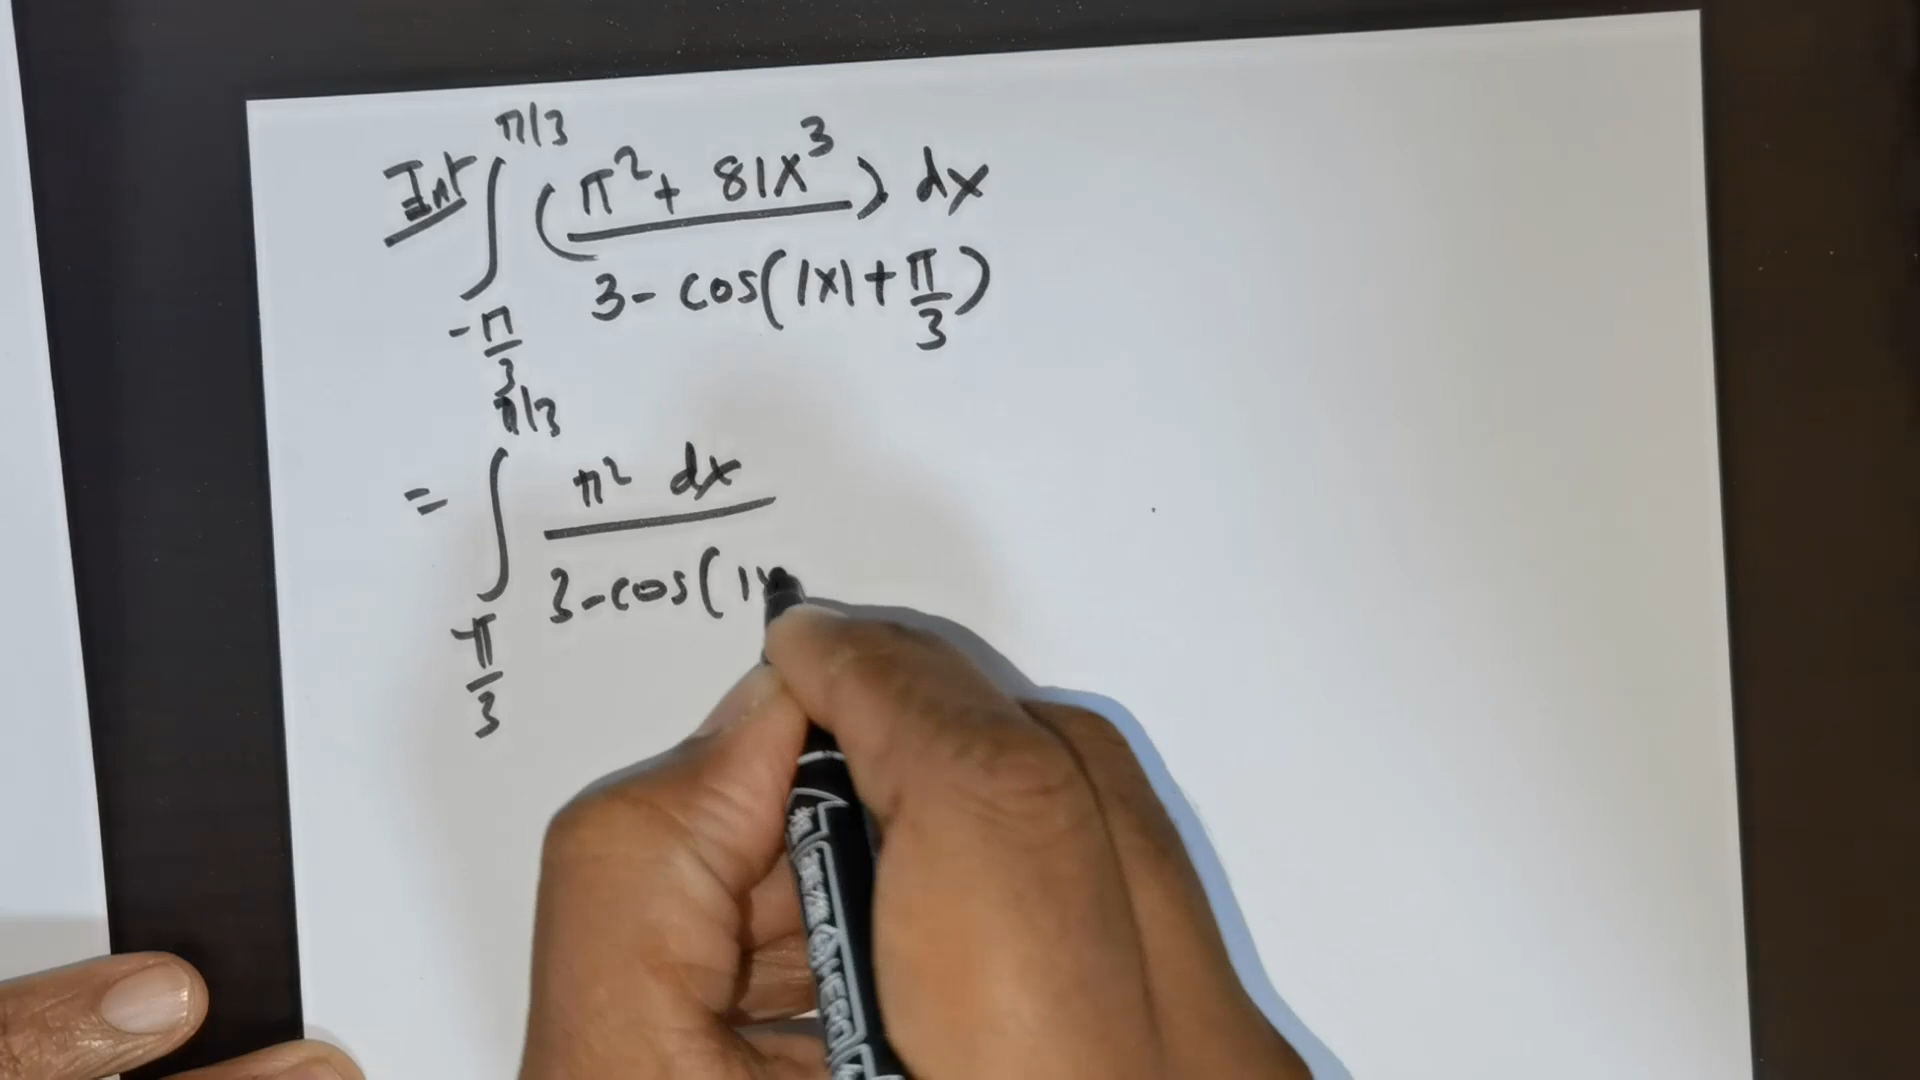 π/3
Int ∫ (π² + 81x³) dx
3 - cos(|x| + π/3)
-π/3
π/3
= ∫ π² dx
3 - cos(|x
-π/3